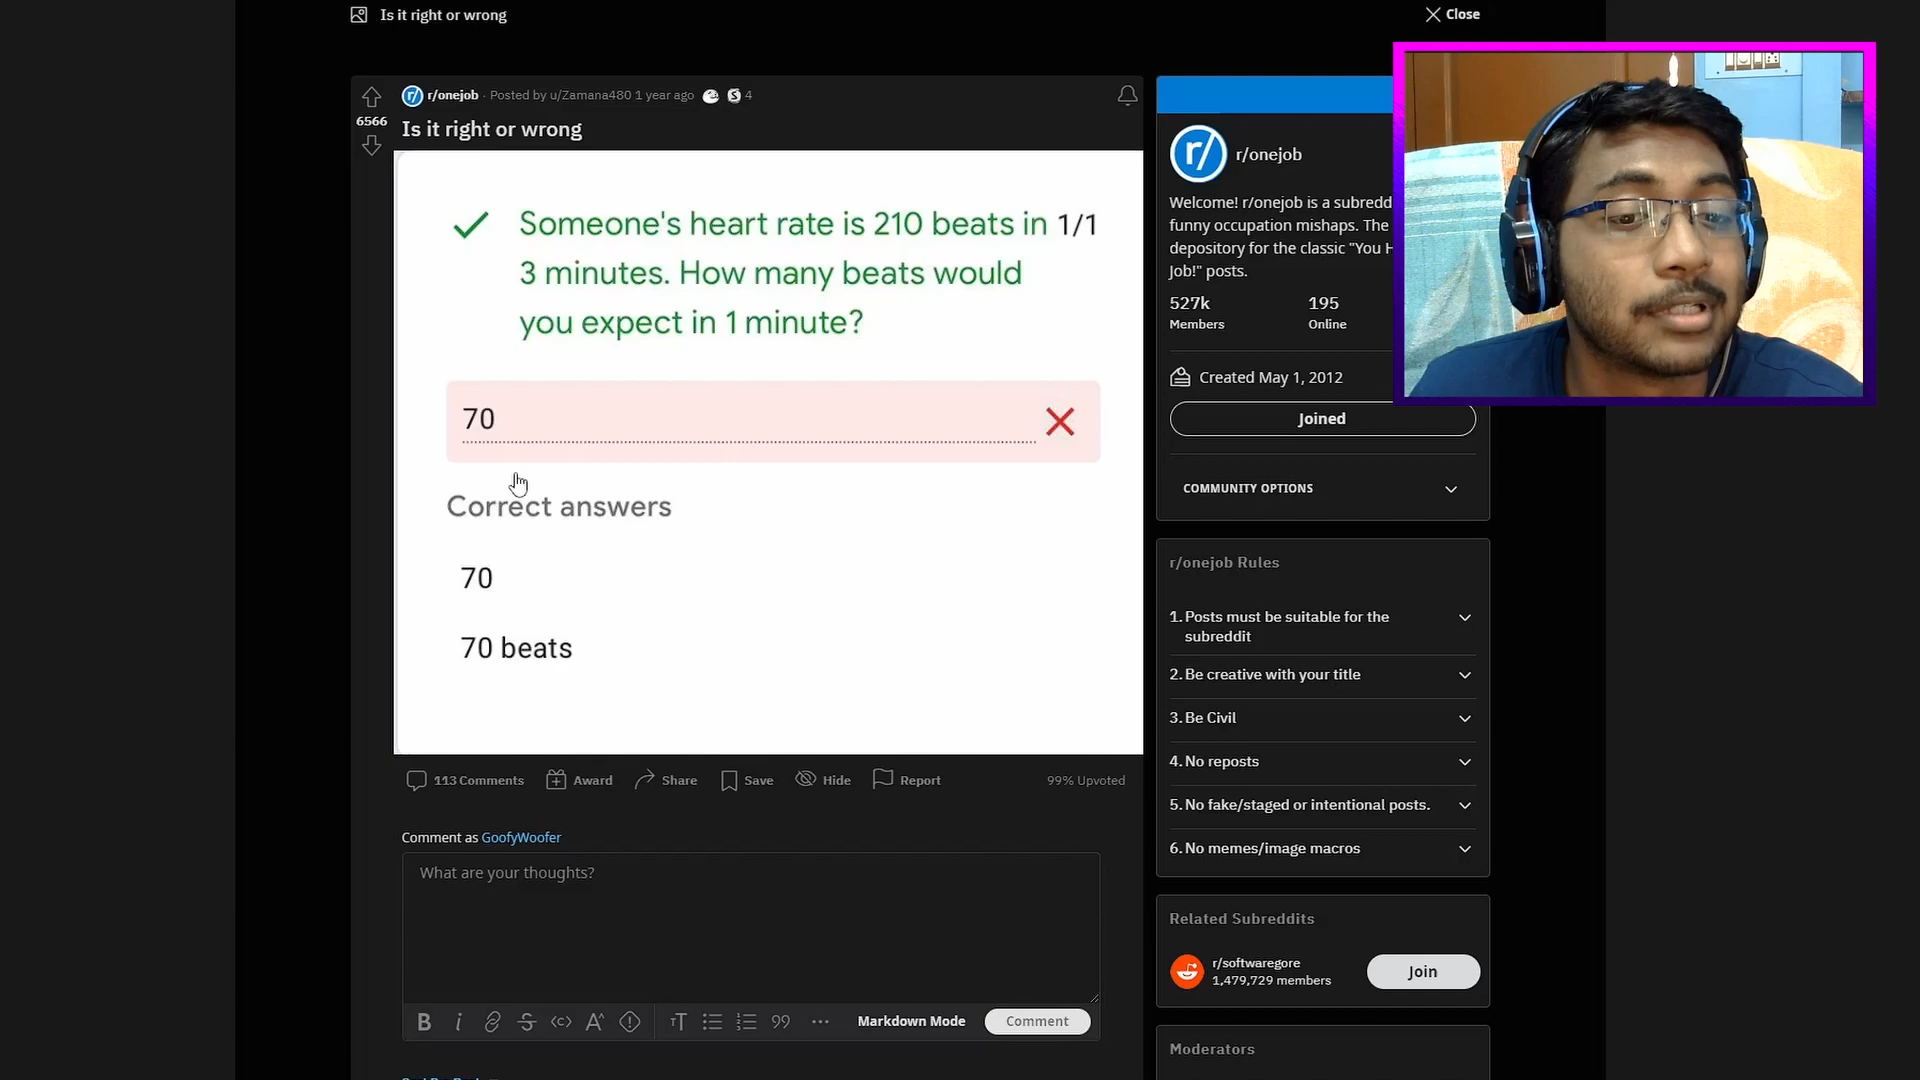 Is it right or wrong
Close
6566
r/onejob · Posted by u/Zamana480 1 year ago 4
Is it right or wrong
Someone's heart rate is 210 beats in 1/1
3 minutes. How many beats would
you expect in 1 minute?
70
Correct answers
70
70 beats
113 Comments Award Share Save Hide Report 99% Upvoted
Comment as GoofyWoofer
What are your thoughts?
B i 99 ··· Markdown Mode Comment
r/ r/onejob
Welcome! r/onejob is a subredd
funny occupation mishaps. The
depository for the classic "You H
Job!" posts.
527k 195
Members Online
Created May 1, 2012
Joined
COMMUNITY OPTIONS
r/onejob Rules
1. Posts must be suitable for the
subreddit
2. Be creative with your title
3. Be Civil
4. No reposts
5. No fake/staged or intentional posts.
6. No memes/image macros
Related Subreddits
r/softwaregore
1,479,729 members
Join
Moderators